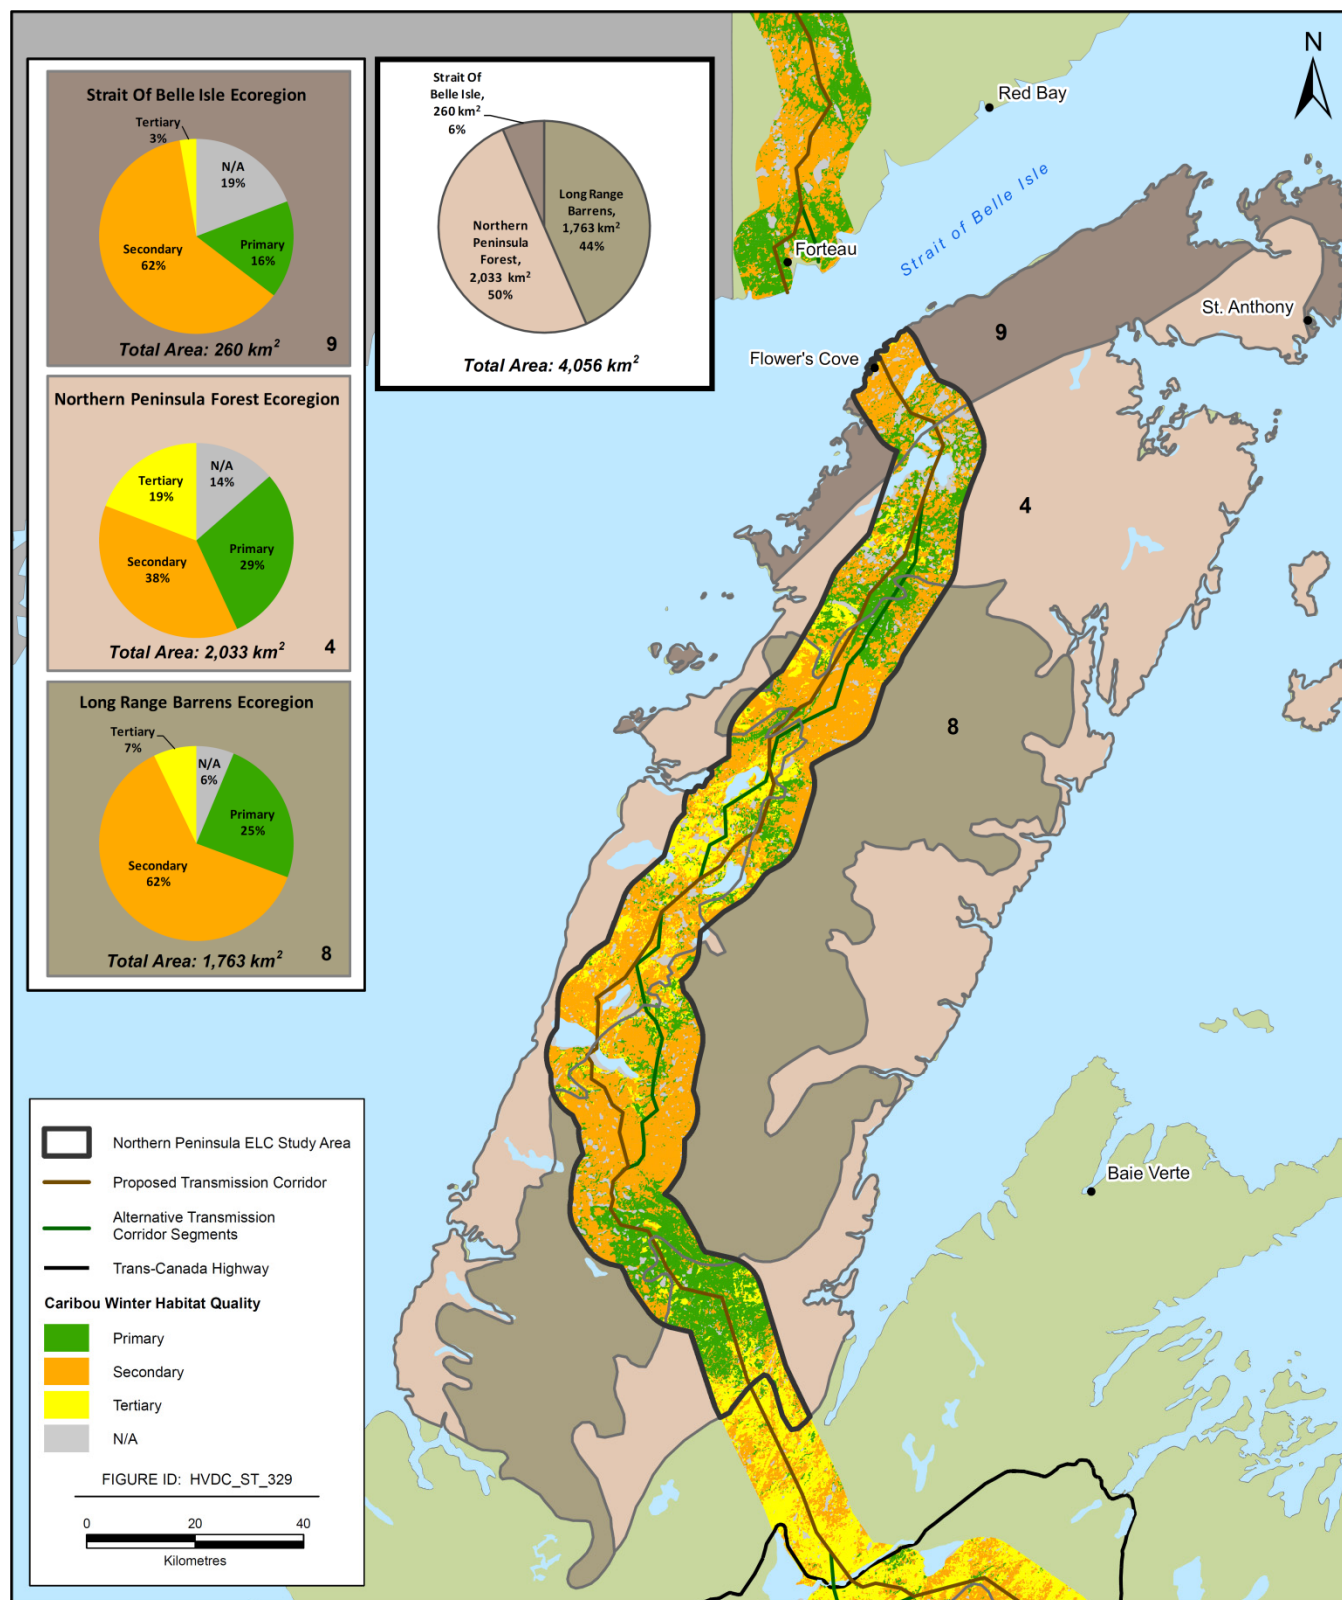 Strait Of Belle Isle Ecoregion
Tertiary
3%
N/A
19%
Primary
16%
Secondary
62%
Total Area: 260 km²
9
Northern Peninsula Forest Ecoregion
Tertiary
19%
N/A
14%
Primary
29%
Secondary
38%
Total Area: 2,033 km²
4
Long Range Barrens Ecoregion
Tertiary
7%
N/A
6%
Primary
25%
Secondary
62%
Total Area: 1,763 km²
8
Strait Of
Belle Isle,
260 km²
6%
Long Range
Barrens,
1,763 km²
44%
Northern
Peninsula
Forest,
2,033 km²
50%
Total Area: 4,056 km²
N
Red Bay
Strait of Belle Isle
Forteau
St. Anthony
9
Flower's Cove
4
8
Baie Verte
Northern Peninsula ELC Study Area
Proposed Transmission Corridor
Alternative Transmission
Corridor Segments
Trans-Canada Highway
Caribou Winter Habitat Quality
Primary
Secondary
Tertiary
N/A
FIGURE ID: HVDC_ST_329
0 20 40
Kilometres